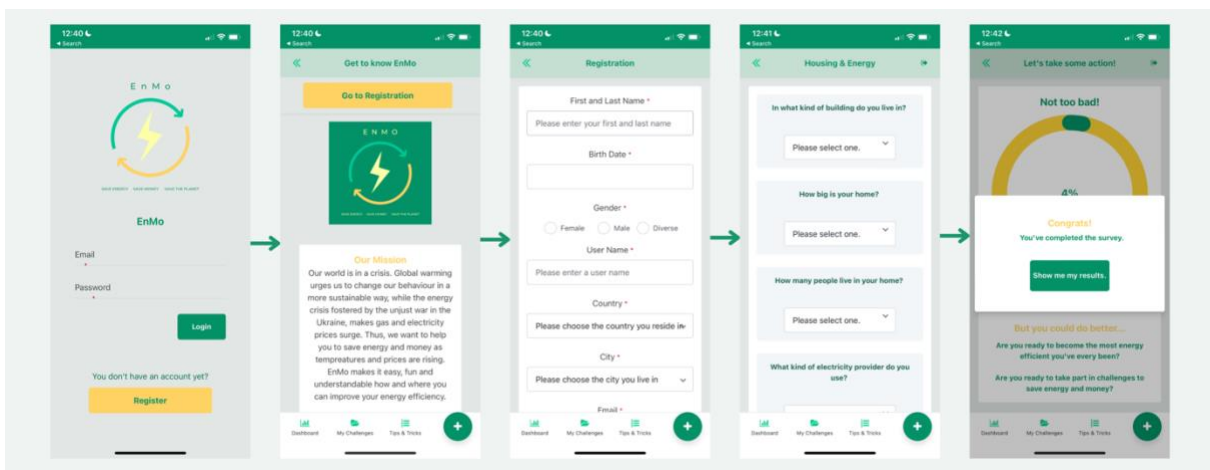 12:40
Search
E n M o
SAVE ENERGY SAVE MONEY SAVE THE PLANET
EnMo
Email
*
Password
*
Login
You don't have an account yet?
Register
12:40
Search
Get to know EnMo
Go to Registration
E N M O
SAVE ENERGY SAVE MONEY SAVE THE PLANET
Our Mission
Our world is in a crisis. Global warming
urges us to change our behaviour in a
more sustainable way, while the energy
crisis fostered by the unjust war in the
Ukraine, makes gas and electricity
prices surge. Thus, we want to help
you to save energy and money as
tempreatures and prices are rising.
EnMo makes it easy, fun and
understandable how and where you
can improve your energy efficiency.
Dashboard My Challenges Tips & Tricks +
12:40
Search
Registration
First and Last Name *
Please enter your first and last name
Birth Date *
Gender *
Female Male Diverse
User Name *
Please enter a user name
Country *
Please choose the country you reside in
City *
Please choose the city you live in
Email *
Dashboard My Challenges Tips & Tricks +
12:41
Search
Housing & Energy
In what kind of building do you live in?
Please select one.
How big is your home?
Please select one.
How many people live in your home?
Please select one.
What kind of electricity provider do you
use?
Dashboard My Challenges Tips & Tricks +
12:42
Search
Let's take some action!
Not too bad!
4%
Congrats!
You've completed the survey.
Show me my results.
But you could do better...
Are you ready to become the most energy
efficient you've every been?
Are you ready to take part in challenges to
save energy and money?
Dashboard My Challenges Tips & Tricks +